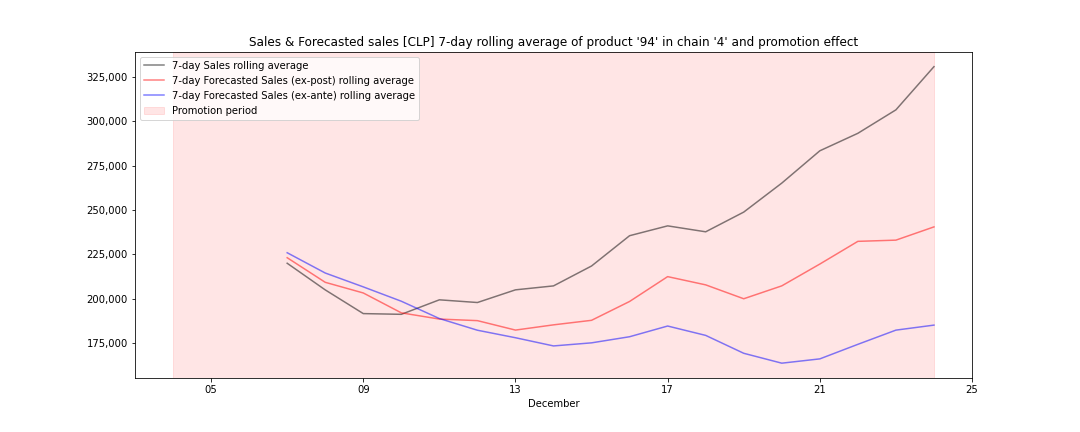 Sales & Forecasted sales [CLP] 7-day rolling average of product '94' in chain '4' and promotion effect
7-day Sales rolling average
7-day Forecasted Sales (ex-post) rolling average
7-day Forecasted Sales (ex-ante) rolling average
Promotion period
325,000
300,000
275,000
250,000
225,000
200,000
175,000
05 09 13 17 21 25
December